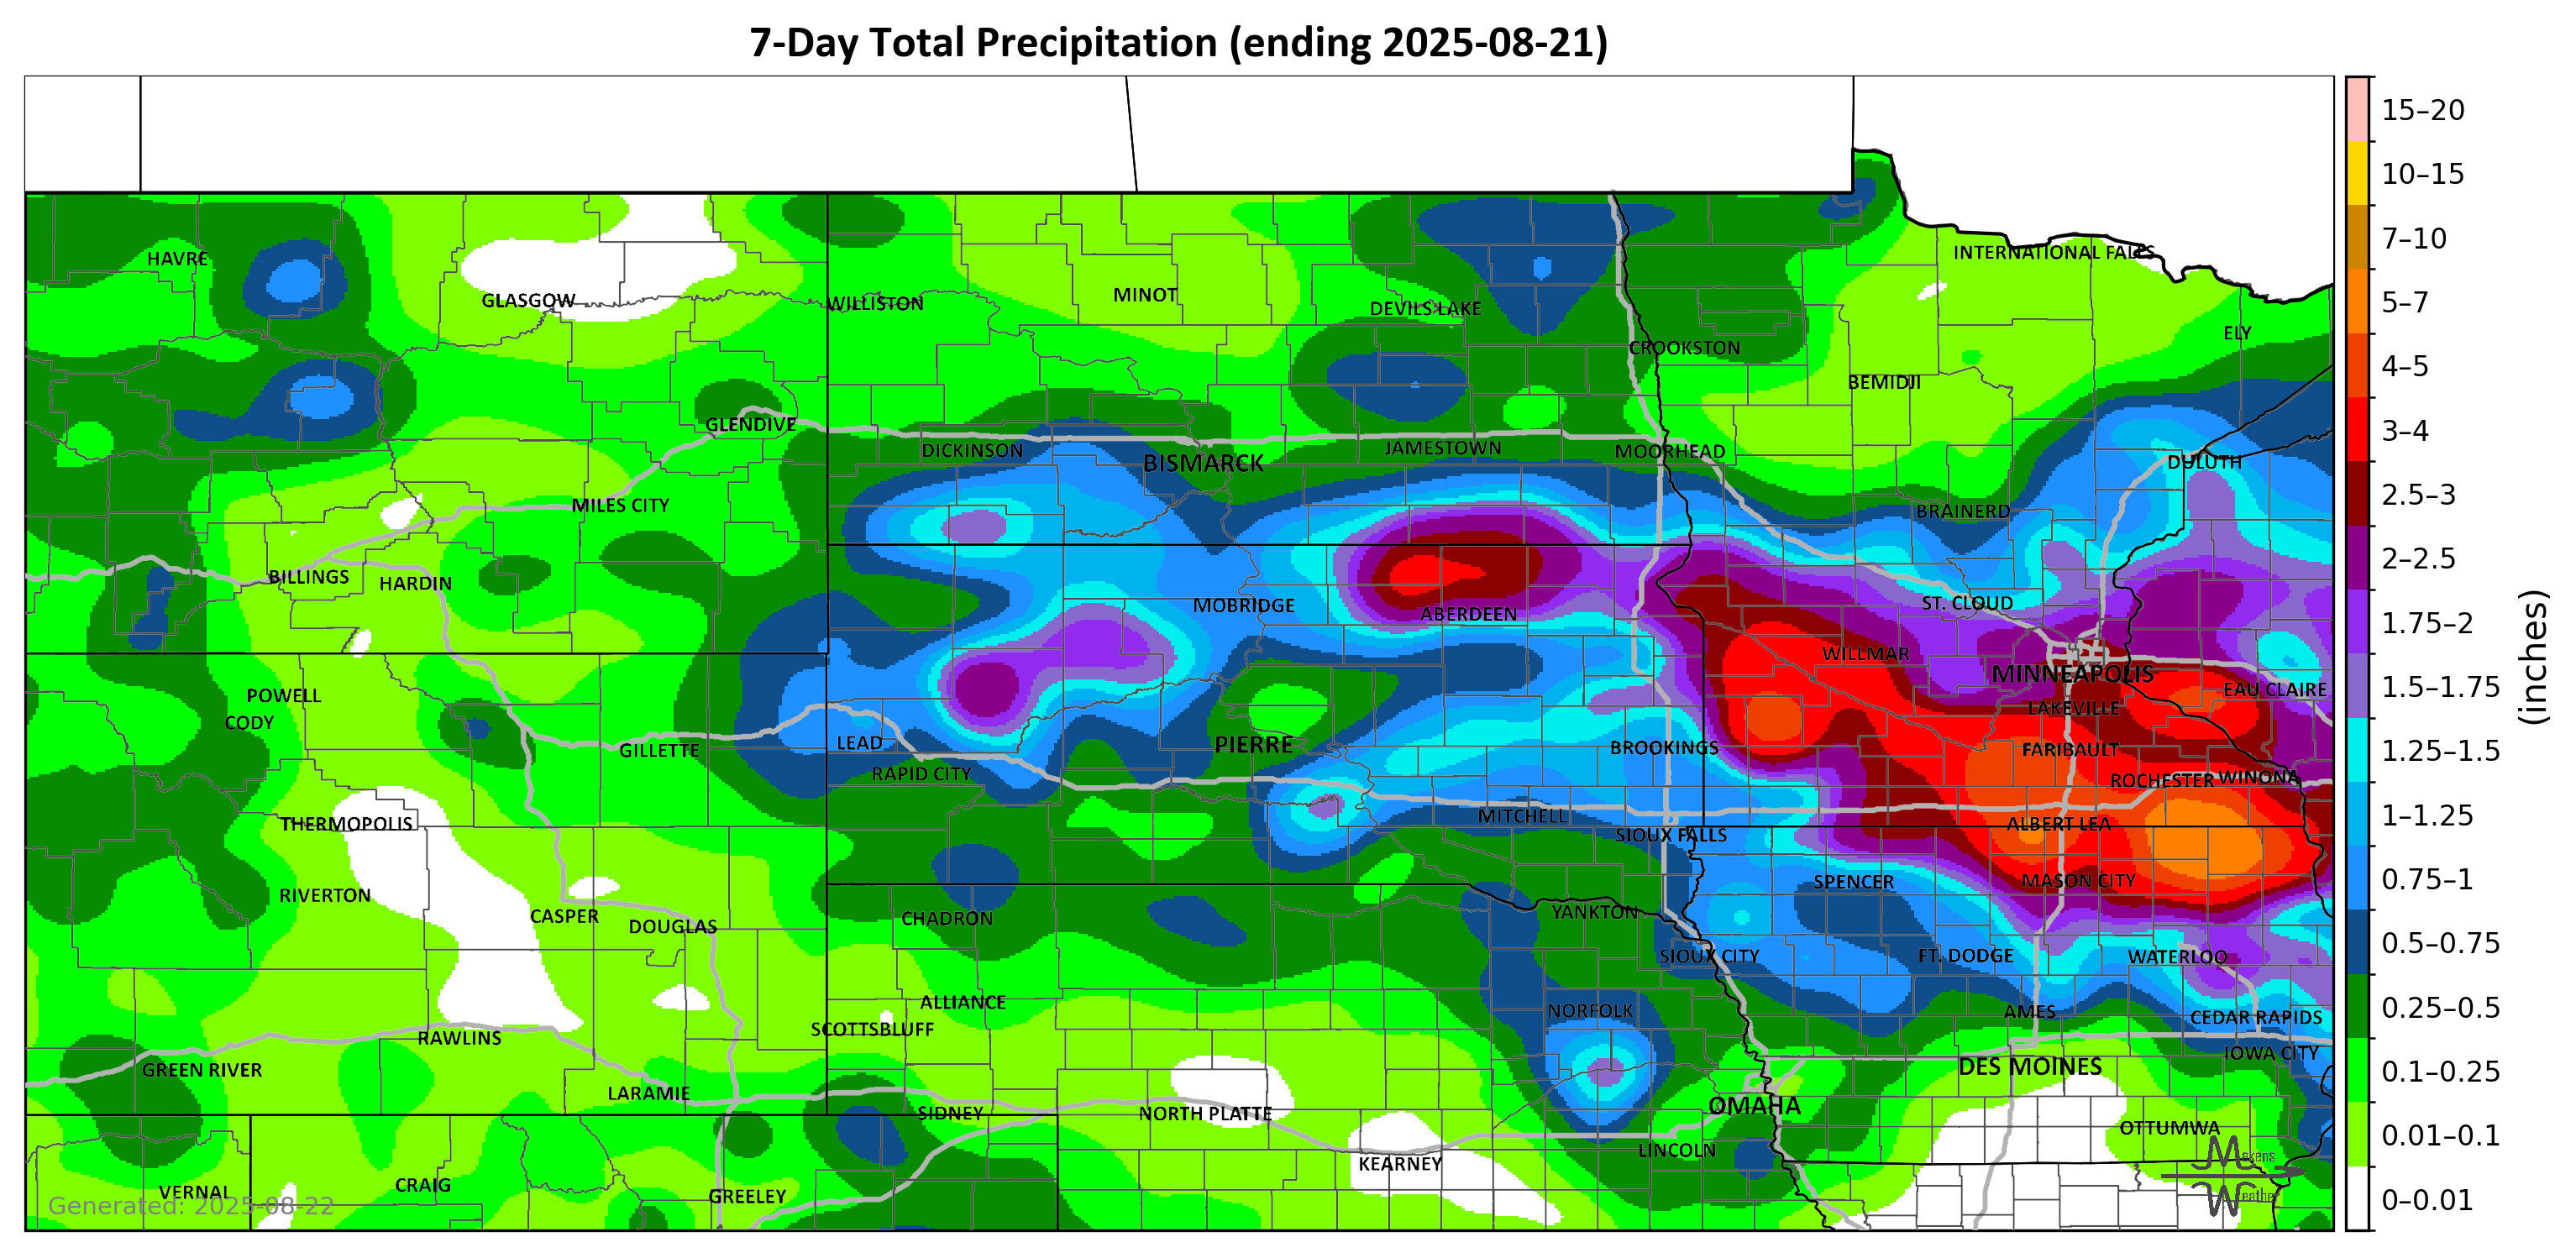 7-Day Total Precipitation (ending 2025-08-21)
15–20
10–15
7–10
5–7
4–5
3–4
2.5–3
2–2.5
1.75–2
1.5–1.75
1.25–1.5
1–1.25
0.75–1
0.5–0.75
0.25–0.5
0.1–0.25
0.01–0.1
0–0.01
(inches)
HAVRE
INTERNATIONAL FALLS
GLASGOW
WILLISTON
MINOT
DEVILS LAKE
ELY
CROOKSTON
BEMIDJI
GLENDIVE
DICKINSON
BISMARCK
JAMESTOWN
MOORHEAD
DULUTH
MILES CITY
BRAINERD
BILLINGS
HARDIN
MOBRIDGE
ABERDEEN
ST. CLOUD
WILLMAR
MINNEAPOLIS
POWELL
EAU CLAIRE
CODY
LAKEVILLE
GILLETTE
LEAD
PIERRE
BROOKINGS
FARIBAULT
RAPID CITY
ROCHESTER
WINONA
THERMOPOLIS
MITCHELL
SIOUX FALLS
ALBERT LEA
RIVERTON
SPENCER
MASON CITY
CASPER
DOUGLAS
CHADRON
YANKTON
SIOUX CITY
FT. DODGE
WATERLOO
ALLIANCE
NORFOLK
AMES
CEDAR RAPIDS
SCOTTSBLUFF
RAWLINS
IOWA CITY
GREEN RIVER
DES MOINES
LARAMIE
SIDNEY
NORTH PLATTE
OMAHA
OTTUMWA
LINCOLN
KEARNEY
VERNAL
CRAIG
GREELEY
Generated: 2025-08-22
Makens
Weather